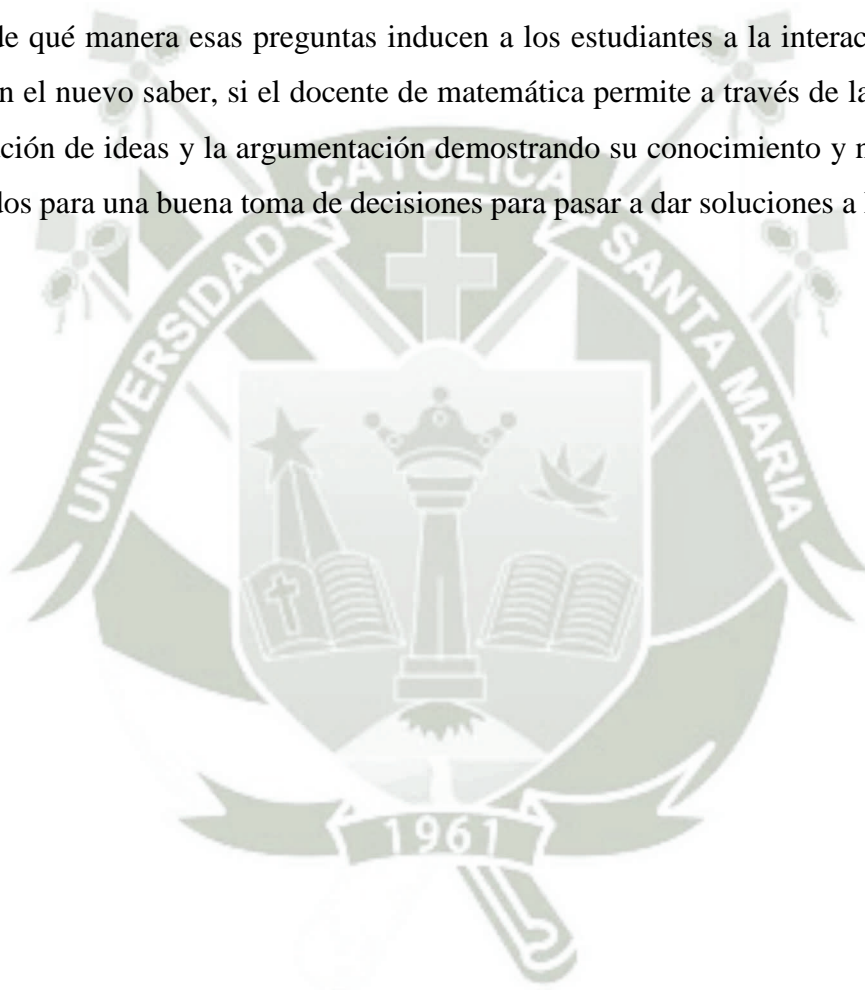 de qué manera esas preguntas inducen a los estudiantes a la interac
n el nuevo saber, si el docente de matemática permite a través de la
ción de ideas y la argumentación demostrando su conocimiento y
dos para una buena toma de decisiones para pasar a dar soluciones a
UNIVERSIDAD CATOLICA SANTA MARIA
1961